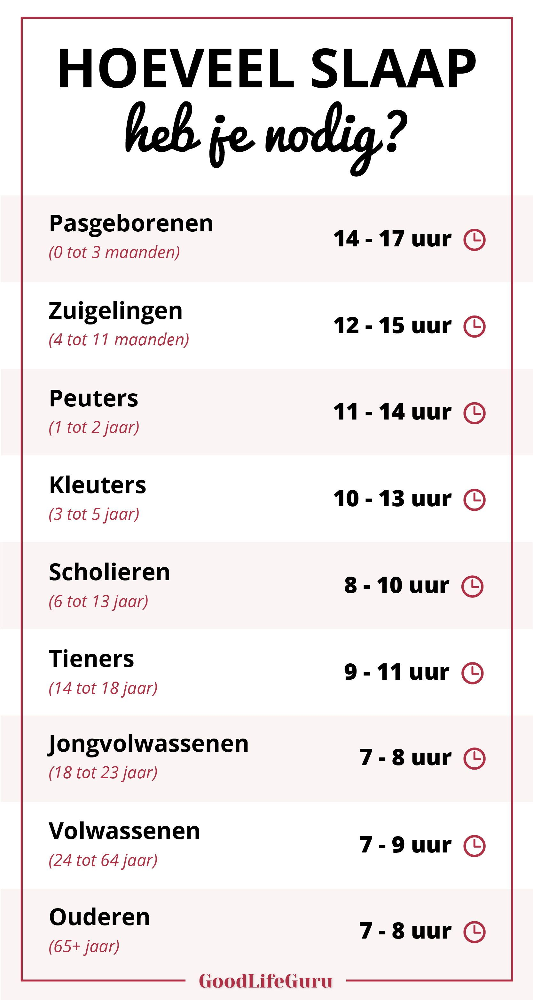 HOEVEEL SLAAP
heb je nodig?
Pasgeborenen
(0 tot 3 maanden)
14 - 17 uur
Zuigelingen
(4 tot 11 maanden)
12 - 15 uur
Peuters
(1 tot 2 jaar)
11 - 14 uur
Kleuters
(3 tot 5 jaar)
10 - 13 uur
Scholieren
(6 tot 13 jaar)
8 - 10 uur
Tieners
(14 tot 18 jaar)
9 - 11 uur
Jongvolwassenen
(18 tot 23 jaar)
7 - 8 uur
Volwassenen
(24 tot 64 jaar)
7 - 9 uur
Ouderen
(65+ jaar)
7 - 8 uur
GoodLifeGuru